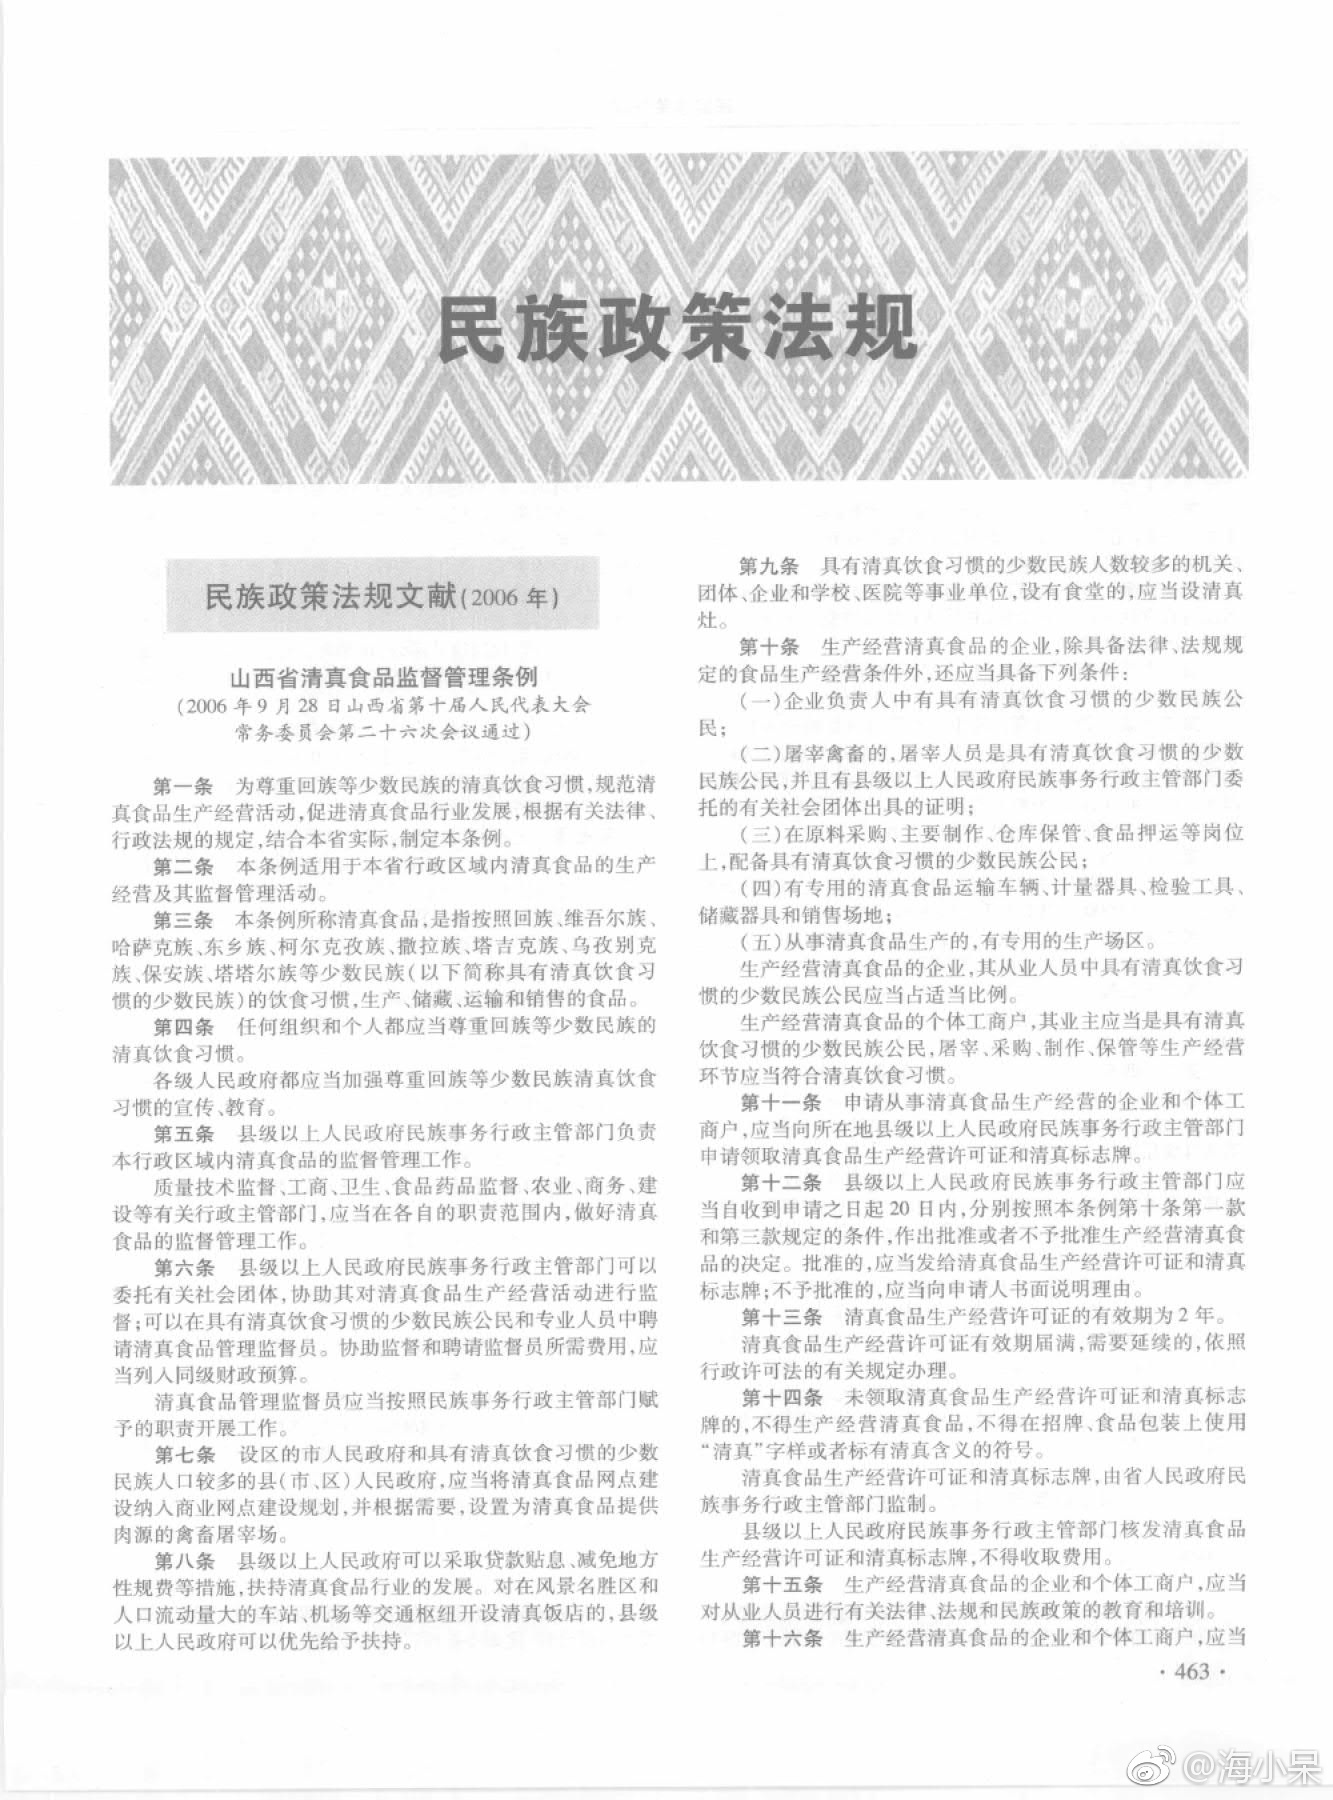 民族政策法规
民族政策法规文献(2006 年)
山西省清真食品监督管理条例
(2006 年 9 月 28 日山西省第十届人民代表大会
常务委员会第二十六次会议通过)
第一条　为尊重回族等少数民族的清真饮食习惯,规范清
真食品生产经营活动,促进清真食品行业发展,根据有关法律、
行政法规的规定,结合本省实际,制定本条例。
第二条　本条例适用于本省行政区域内清真食品的生产
经营及其监督管理活动。
第三条　本条例所称清真食品,是指按照回族、维吾尔族、
哈萨克族、东乡族、柯尔克孜族、撒拉族、塔吉克族、乌孜别克
族、保安族、塔塔尔族等少数民族(以下简称具有清真饮食习
惯的少数民族)的饮食习惯,生产、储藏、运输和销售的食品。
第四条　任何组织和个人都应当尊重回族等少数民族的
清真饮食习惯。
各级人民政府都应当加强尊重回族等少数民族清真饮食
习惯的宣传、教育。
第五条　县级以上人民政府民族事务行政主管部门负责
本行政区域内清真食品的监督管理工作。
质量技术监督、工商、卫生、食品药品监督、农业、商务、建
设等有关行政主管部门,应当在各自的职责范围内,做好清真
食品的监督管理工作。
第六条　县级以上人民政府民族事务行政主管部门可以
委托有关社会团体,协助其对清真食品生产经营活动进行监
督;可以在具有清真饮食习惯的少数民族公民和专业人员中聘
请清真食品管理监督员。协助监督和聘请监督员所需费用,应
当列入同级财政预算。
清真食品管理监督员应当按照民族事务行政主管部门赋
予的职责开展工作。
第七条　设区的市人民政府和具有清真饮食习惯的少数
民族人口较多的县(市、区)人民政府,应当将清真食品网点建
设纳入商业网点建设规划,并根据需要,设置为清真食品提供
肉源的禽畜屠宰场。
第八条　县级以上人民政府可以采取贷款贴息、减免地方
性规费等措施,扶持清真食品行业的发展。对在风景名胜区和
人口流动量大的车站、机场等交通枢纽开设清真饭店的,县级
以上人民政府可以优先给予扶持。
第九条　具有清真饮食习惯的少数民族人数较多的机关、
团体、企业和学校、医院等事业单位,设有食堂的,应当设清真
灶。
第十条　生产经营清真食品的企业,除具备法律、法规规
定的食品生产经营条件外,还应当具备下列条件:
(一)企业负责人中有具有清真饮食习惯的少数民族公
民;
(二)屠宰禽畜的,屠宰人员是具有清真饮食习惯的少数
民族公民,并且有县级以上人民政府民族事务行政主管部门委
托的有关社会团体出具的证明;
(三)在原料采购、主要制作、仓库保管、食品押运等岗位
上,配备具有清真饮食习惯的少数民族公民;
(四)有专用的清真食品运输车辆、计量器具、检验工具、
储藏器具和销售场地;
(五)从事清真食品生产的,有专用的生产场区。
生产经营清真食品的企业,其从业人员中具有清真饮食习
惯的少数民族公民应当占适当比例。
生产经营清真食品的个体工商户,其业主应当是具有清真
饮食习惯的少数民族公民,屠宰、采购、制作、保管等生产经营
环节应当符合清真饮食习惯。
第十一条　申请从事清真食品生产经营的企业和个体工
商户,应当向所在地县级以上人民政府民族事务行政主管部门
申请领取清真食品生产经营许可证和清真标志牌。
第十二条　县级以上人民政府民族事务行政主管部门应
当自收到申请之日起 20 日内,分别按照本条例第十条第一款
和第三款规定的条件,作出批准或者不予批准生产经营清真食
品的决定。批准的,应当发给清真食品生产经营许可证和清真
标志牌;不予批准的,应当向申请人书面说明理由。
第十三条　清真食品生产经营许可证的有效期为 2 年。
清真食品生产经营许可证有效期届满,需要延续的,依照
行政许可法的有关规定办理。
第十四条　未领取清真食品生产经营许可证和清真标志
牌的,不得生产经营清真食品,不得在招牌、食品包装上使用
“清真”字样或者标有清真含义的符号。
清真食品生产经营许可证和清真标志牌,由省人民政府民
族事务行政主管部门监制。
县级以上人民政府民族事务行政主管部门核发清真食品
生产经营许可证和清真标志牌,不得收取费用。
第十五条　生产经营清真食品的企业和个体工商户,应当
对从业人员进行有关法律、法规和民族政策的教育和培训。
第十六条　生产经营清真食品的企业和个体工商户,应当
· 463 ·
@海小呆